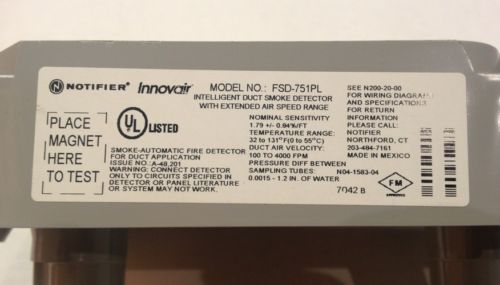 NOTIFIER®
Innovair
MODEL NO.: FSD-751PL
INTELLIGENT DUCT SMOKE DETECTOR
WITH EXTENDED AIR SPEED RANGE
PLACE
MAGNET
HERE
TO TEST
UL
LISTED
SMOKE-AUTOMATIC FIRE DETECTOR
FOR DUCT APPLICATION
ISSUE NO.: A-48,201
WARNING: CONNECT DETECTOR
ONLY TO CIRCUITS SPECIFIED IN
DETECTOR OR PANEL LITERATURE
OR SYSTEM MAY NOT WORK.
NOMINAL SENSITIVITY
1.79 +/- 0.94%/FT
TEMPERATURE RANGE:
32 to 131°F(0 to 55°C)
DUCT AIR VELOCITY:
100 TO 4000 FPM
PRESSURE DIFF BETWEEN
SAMPLING TUBES:
0.0015 - 1.2 IN. OF WATER
SEE N200-20-00
FOR WIRING DIAGRAM
AND SPECIFICATIONS
FOR RETURN
INFORMATION
PLEASE CALL
NOTIFIER
NORTHFORD, CT
203-484-7161
MADE IN MEXICO
N04-1583-04
7042 B
FM
APPROVED